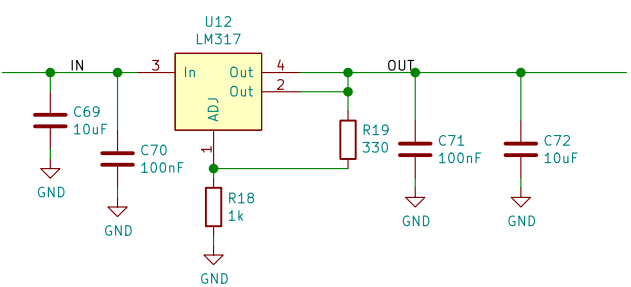 U12
LM317
IN
3
In
Out
4
OUT
Out
2
ADJ
1
C69
10uF
GND
C70
100nF
GND
R19
330
C71
100nF
GND
C72
10uF
GND
R18
1k
GND